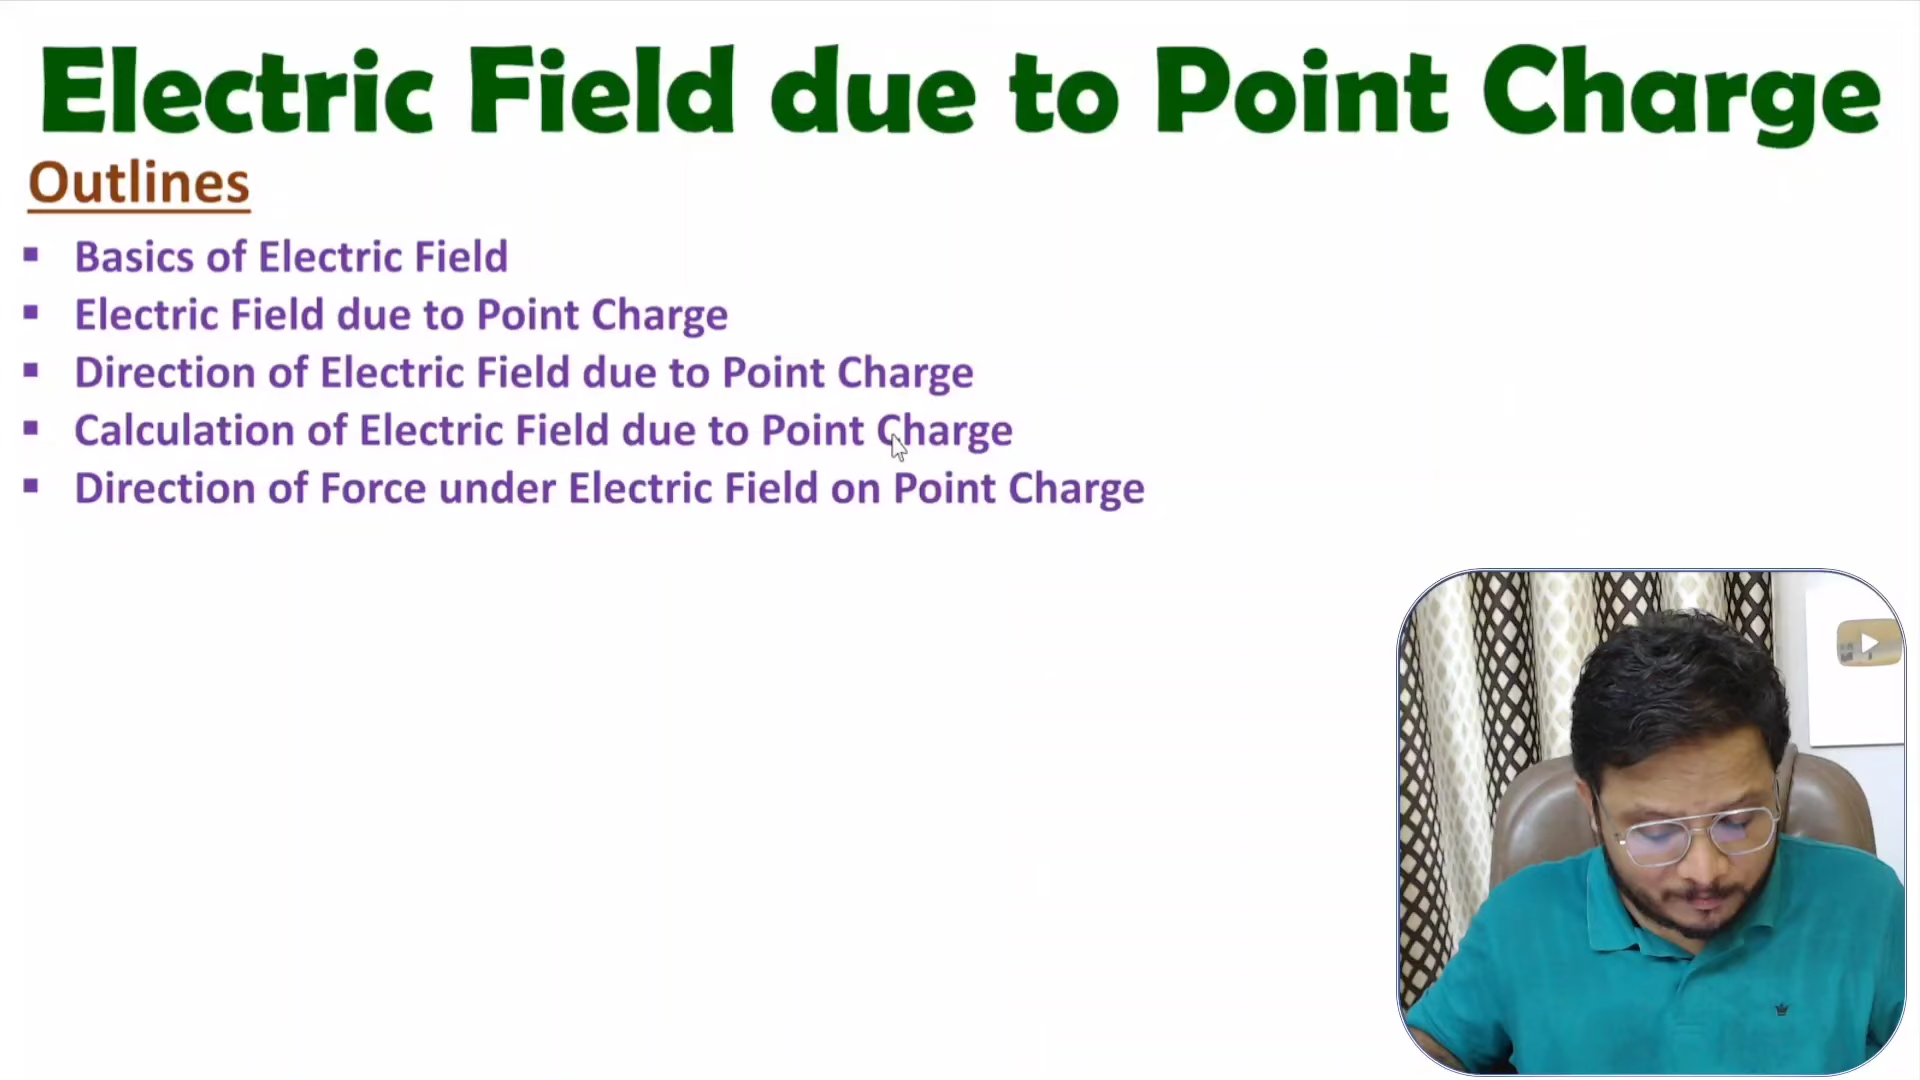 Electric Field due to Point Charge
Outlines
▪ Basics of Electric Field
▪ Electric Field due to Point Charge
▪ Direction of Electric Field due to Point Charge
▪ Calculation of Electric Field due to Point Charge
▪ Direction of Force under Electric Field on Point Charge